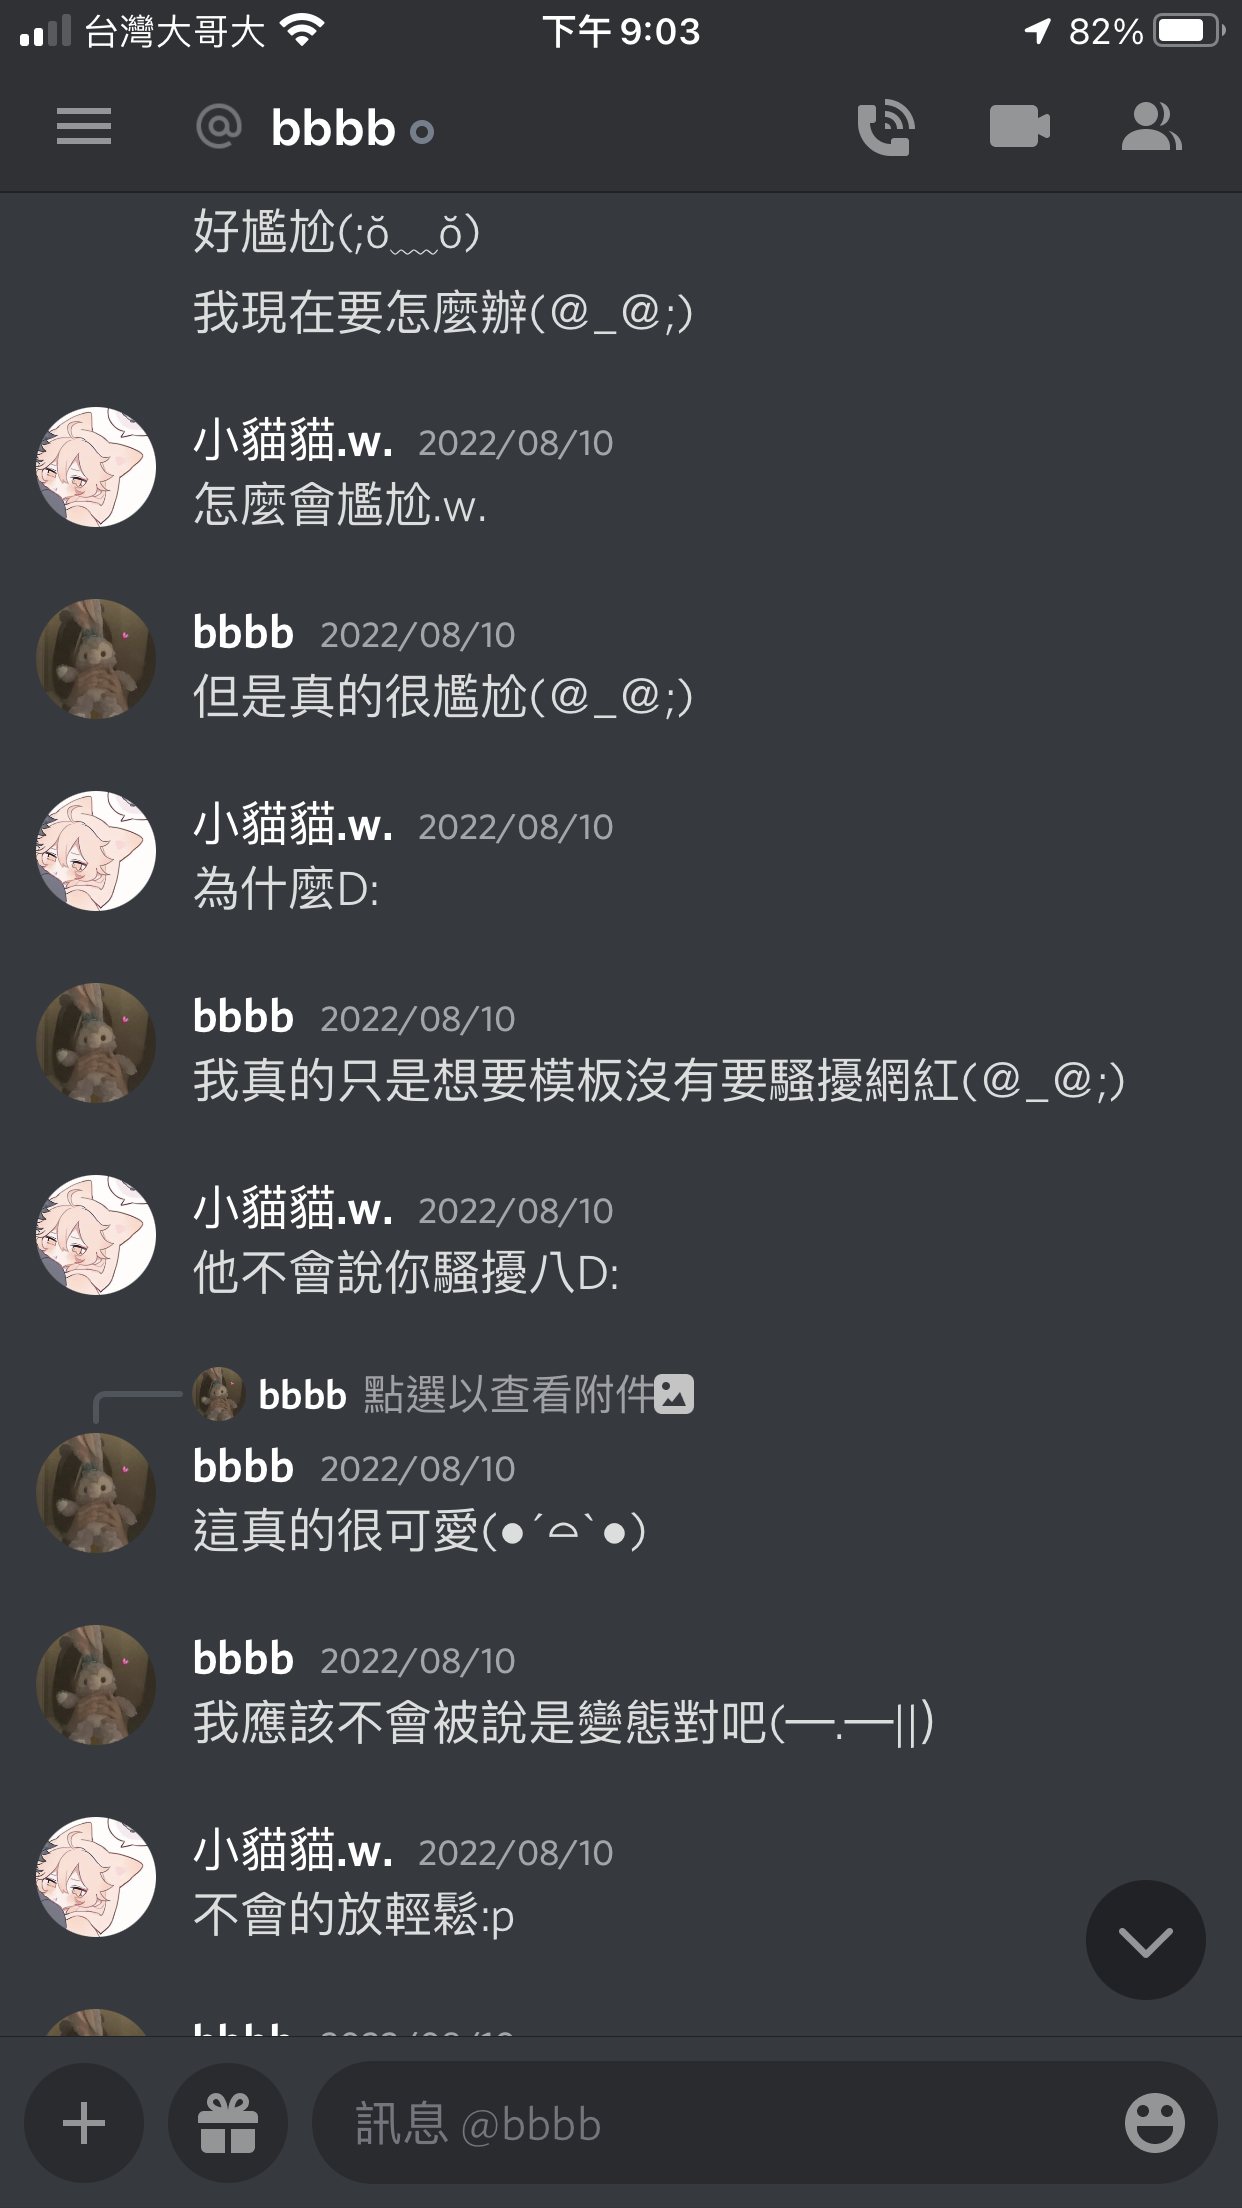 台灣大哥大 下午 9:03 82%
@ bbbb
好尷尬(;ŏ﹏ŏ)
我現在要怎麼辦(@_@;)
小貓貓.w. 2022/08/10
怎麼會尷尬.w.
bbbb 2022/08/10
但是真的很尷尬(@_@;)
小貓貓.w. 2022/08/10
為什麼D:
bbbb 2022/08/10
我真的只是想要模板沒有要騷擾網紅(@_@;)
小貓貓.w. 2022/08/10
他不會說你騷擾八D:
bbbb 點選以查看附件
bbbb 2022/08/10
這真的很可愛(●´⌓`●)
bbbb 2022/08/10
我應該不會被說是變態對吧(一.一||)
小貓貓.w. 2022/08/10
不會的放輕鬆:p
bbbb 2022/08/10
訊息 @bbbb